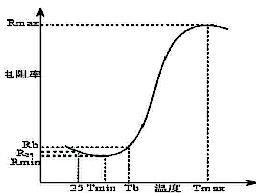 Rmax
电阻率
Rb
R25
Rmin
25 Tmin Tb 温度 Tmax